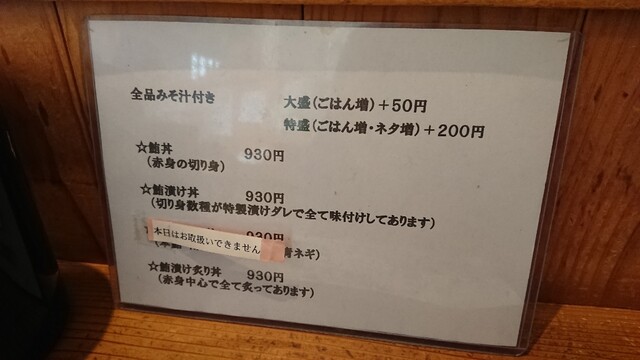 全品みそ汁付き 大盛(ごはん増)+50円
特盛(ごはん増・ネタ増)+200円
☆鮪丼 930円
(赤身の切り身)
☆鮪漬け丼 930円
(切り身数種が特製漬けダレで全て味付けしてあります)
930円
本日はお取扱いできません
青ネギ)
☆鮪漬け炙り丼 930円
(赤身中心で全て炙ってあります)